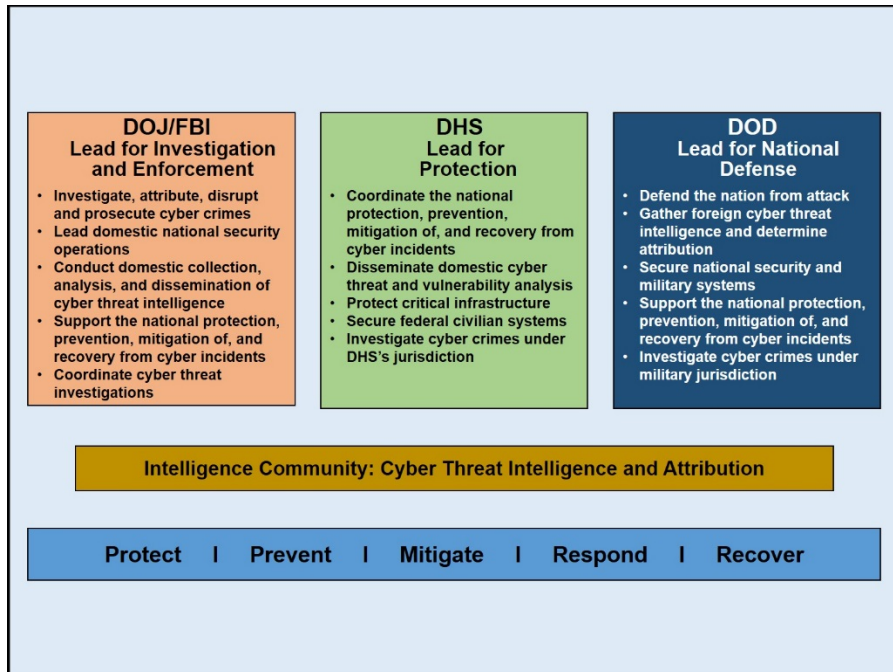 DOJ/FBI
Lead for Investigation
and Enforcement
• Investigate, attribute, disrupt
and prosecute cyber crimes
• Lead domestic national security
operations
• Conduct domestic collection,
analysis, and dissemination of
cyber threat intelligence
• Support the national protection,
prevention, mitigation of, and
recovery from cyber incidents
• Coordinate cyber threat
investigations
DHS
Lead for
Protection
• Coordinate the national
protection, prevention,
mitigation of, and recovery from
cyber incidents
• Disseminate domestic cyber
threat and vulnerability analysis
• Protect critical infrastructure
• Secure federal civilian systems
• Investigate cyber crimes under
DHS's jurisdiction
DOD
Lead for National
Defense
• Defend the nation from attack
• Gather foreign cyber threat
intelligence and determine
attribution
• Secure national security and
military systems
• Support the national protection,
prevention, mitigation of, and
recovery from cyber incidents
• Investigate cyber crimes under
military jurisdiction
Intelligence Community: Cyber Threat Intelligence and Attribution
Protect I Prevent I Mitigate I Respond I Recover